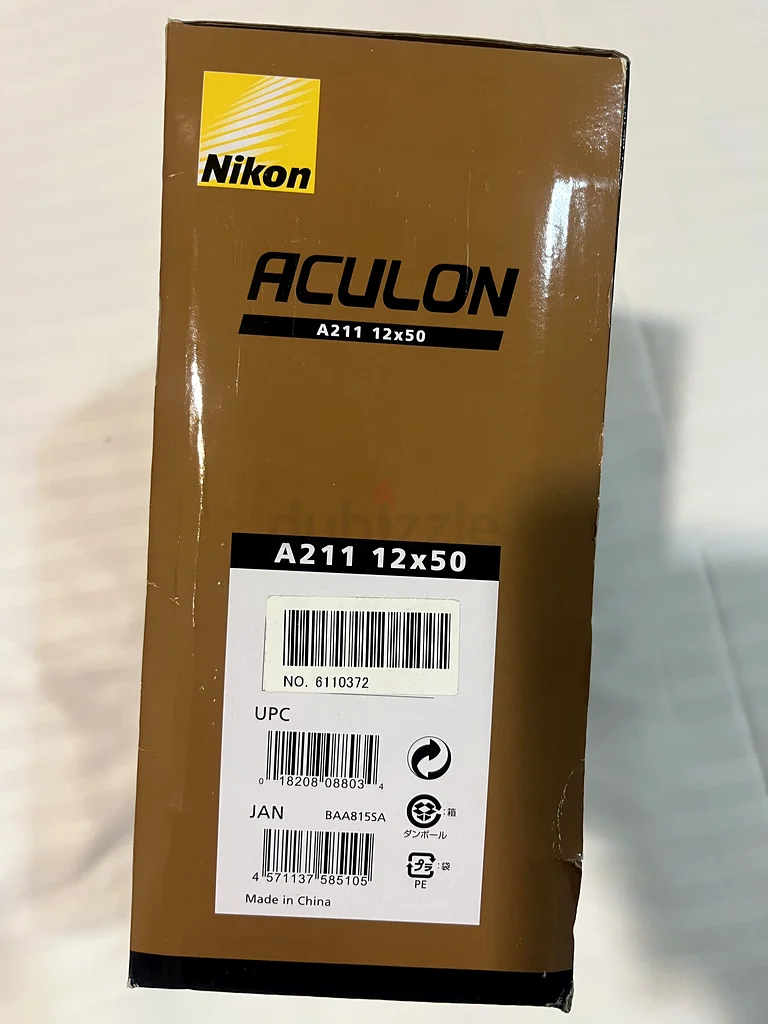 Nikon
ACULON
A211 12x50
dubizzle
A211 12x50
NO. 6110372
UPC
0 18208 08803 4
JAN BAA815SA
4 571137 585105
Made in China
:箱
ダンボール
プラ :袋
PE